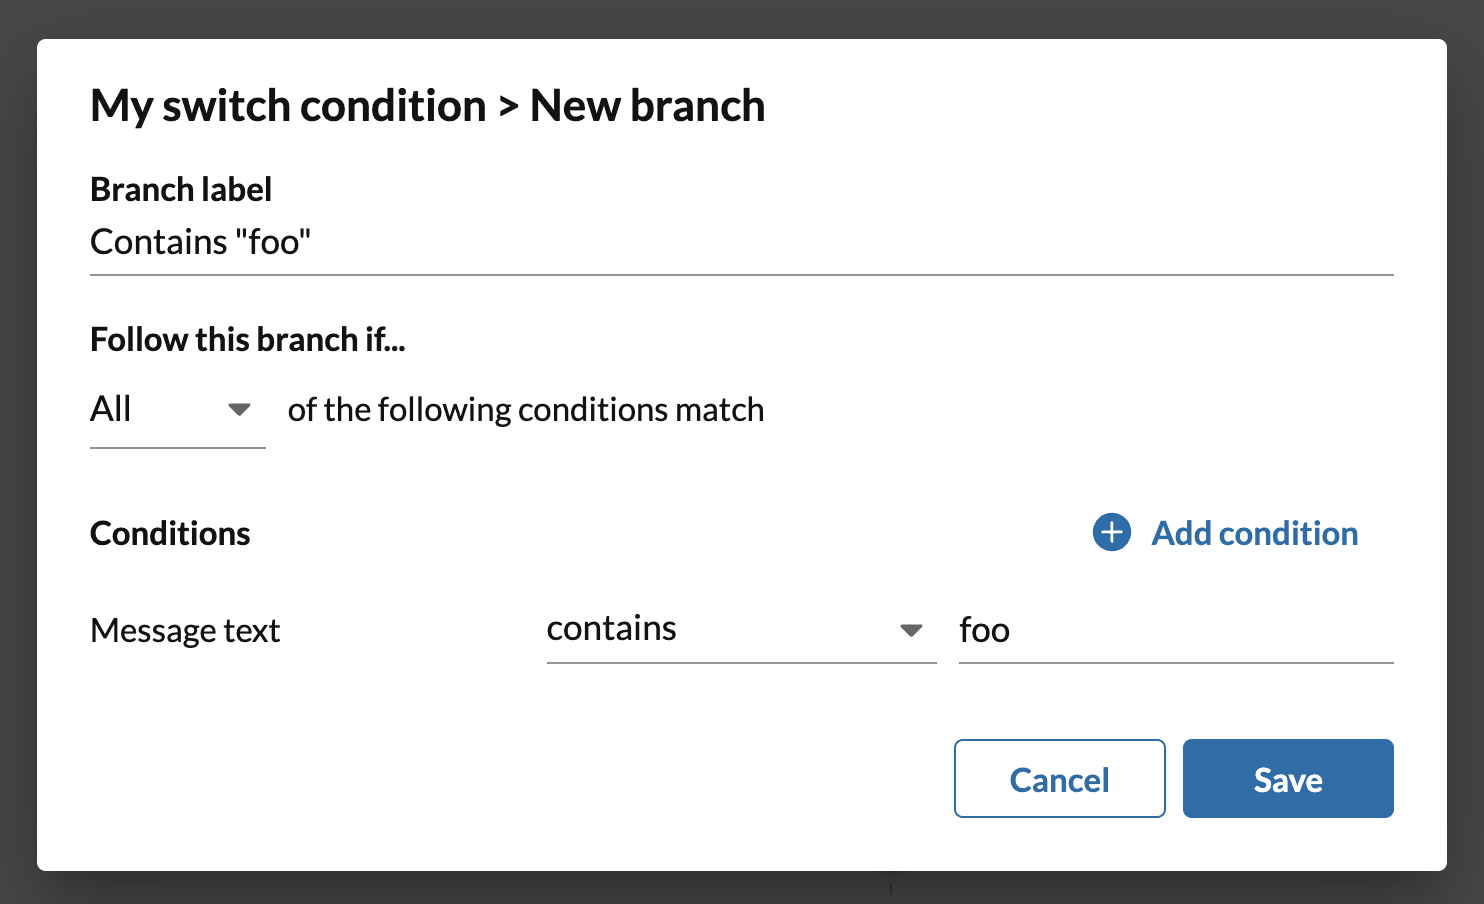 My switch condition > New branch
Branch label
Contains "foo"
Follow this branch if...
All of the following conditions match
Conditions Add condition
Message text contains foo
Cancel Save